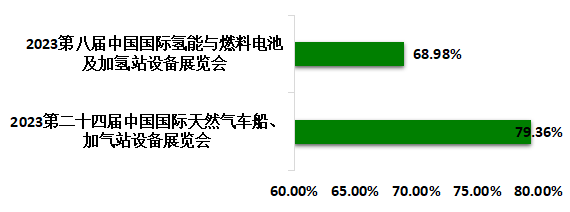 2023第八届中国国际氢能与燃料电池
及加氢站设备展览会
68.98%
2023第二十四届中国国际天然气车船、
加气站设备展览会
79.36%
60.00% 65.00% 70.00% 75.00% 80.00%